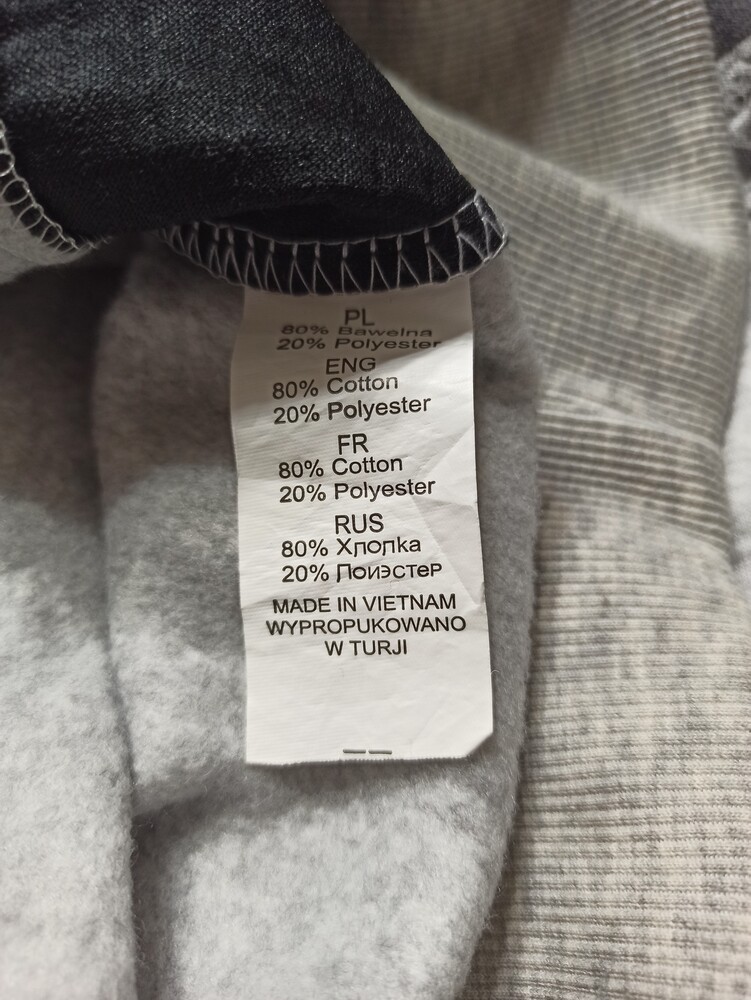 PL
80% Bawelna
20% Polyester
ENG
80% Cotton
20% Polyester
FR
80% Cotton
20% Polyester
RUS
80% Хлопка
20% Поиэстер
MADE IN VIETNAM
WYPROPUKOWANO
W TURJI